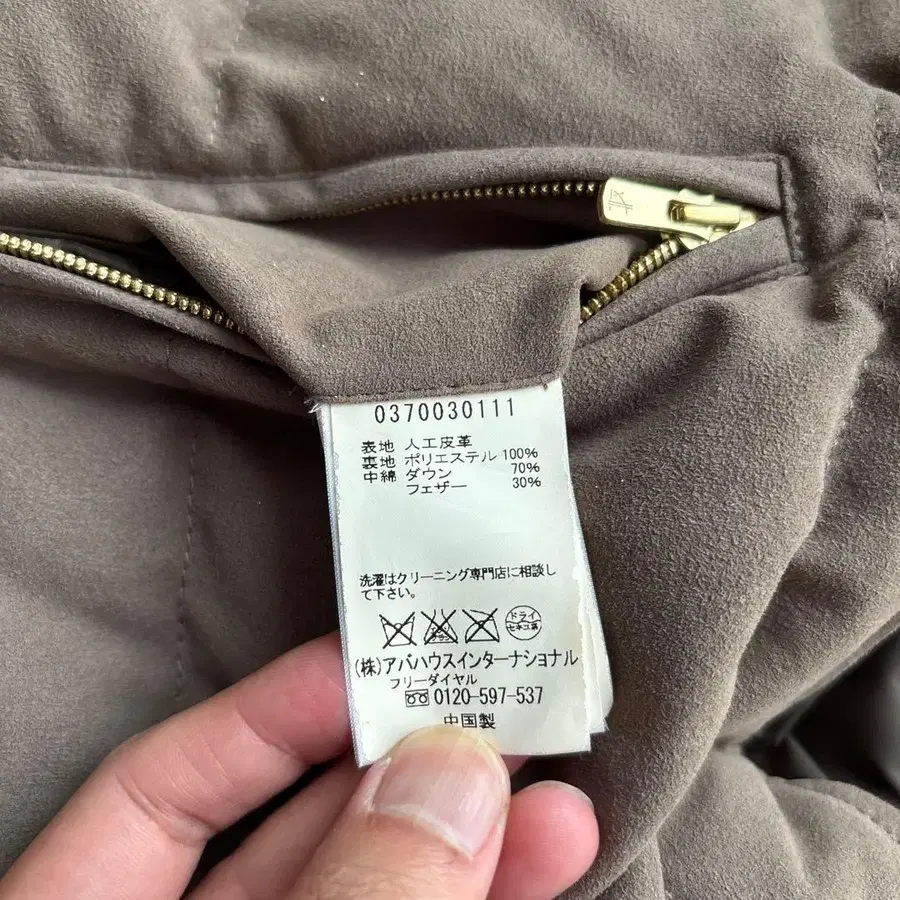 0370030111
表地 人工皮革
裏地 ポリエステル 100%
中綿 ダウン 70%
フェザー 30%
洗濯はクリーニング専門店に相談し
て下さい。
ドライ
セキユ系
(株)アバハウスインターナショナル
フリーダイヤル
0120-597-537
中国製